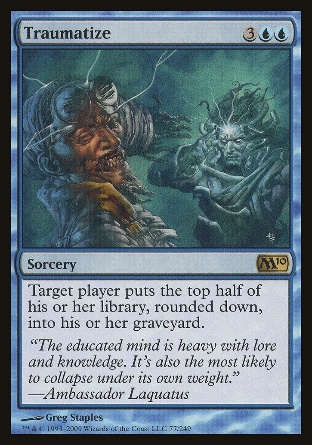 Traumatize 3
Sorcery M10
Target player puts the top half of
his or her library, rounded down,
into his or her graveyard.
“The educated mind is heavy with lore
and knowledge. It’s also the most likely
to collapse under its own weight.”
—Ambassador Laquatus
Greg Staples
™ & © 1993–2009 Wizards of the Coast LLC 77/249